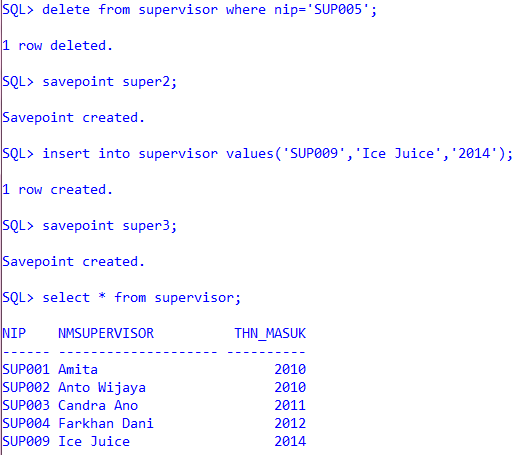 SQL> delete from supervisor where nip='SUP005';
1 row deleted.
SQL> savepoint super2;
Savepoint created.
SQL> insert into supervisor values('SUP009','Ice Juice','2014');
1 row created.
SQL> savepoint super3;
Savepoint created.
SQL> select * from supervisor;
NIP    NMSUPERVISOR          THN_MASUK
------ -------------------- ----------
SUP001 Amita                      2010
SUP002 Anto Wijaya                2010
SUP003 Candra Ano                 2011
SUP004 Farkhan Dani               2012
SUP009 Ice Juice                  2014